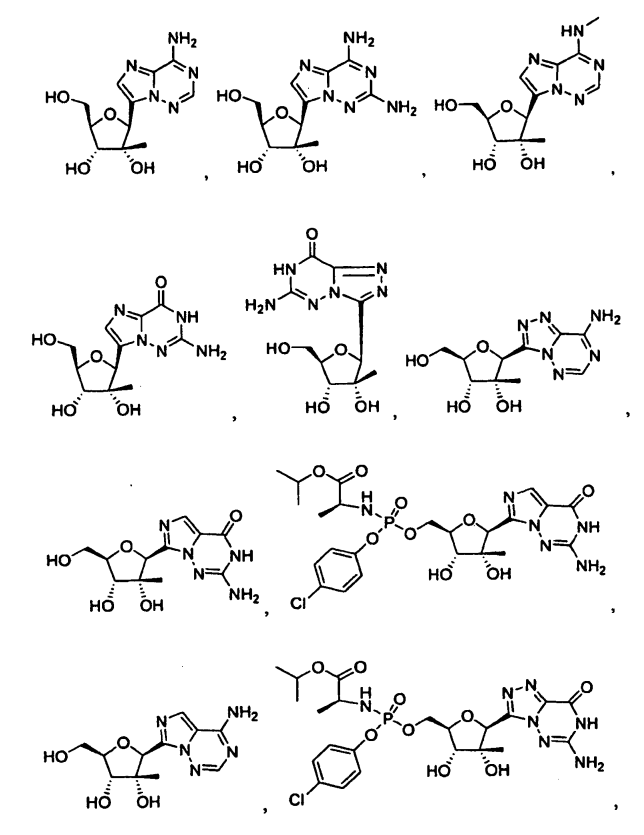 NH₂
N N
HO O N N
HO OH ,
NH₂
N N
HO O N N NH₂
HO OH ,
HN
N N
HO O N N
HO OH ,
O
N NH
HO O N N NH₂
HO OH ,
O
HN N
H₂N N N N
HO O
HO OH ,
N N NH₂
HO O N N
N
HO OH ,
N O
HO O N NH
N NH₂
HO OH ,
O O
H
N O N O
P O O N NH
O N NH₂
HO OH
Cl ,
N NH₂
HO O N N
N
HO OH ,
O O
H
N O N N O
P O O N NH
O N NH₂
HO OH
Cl ,